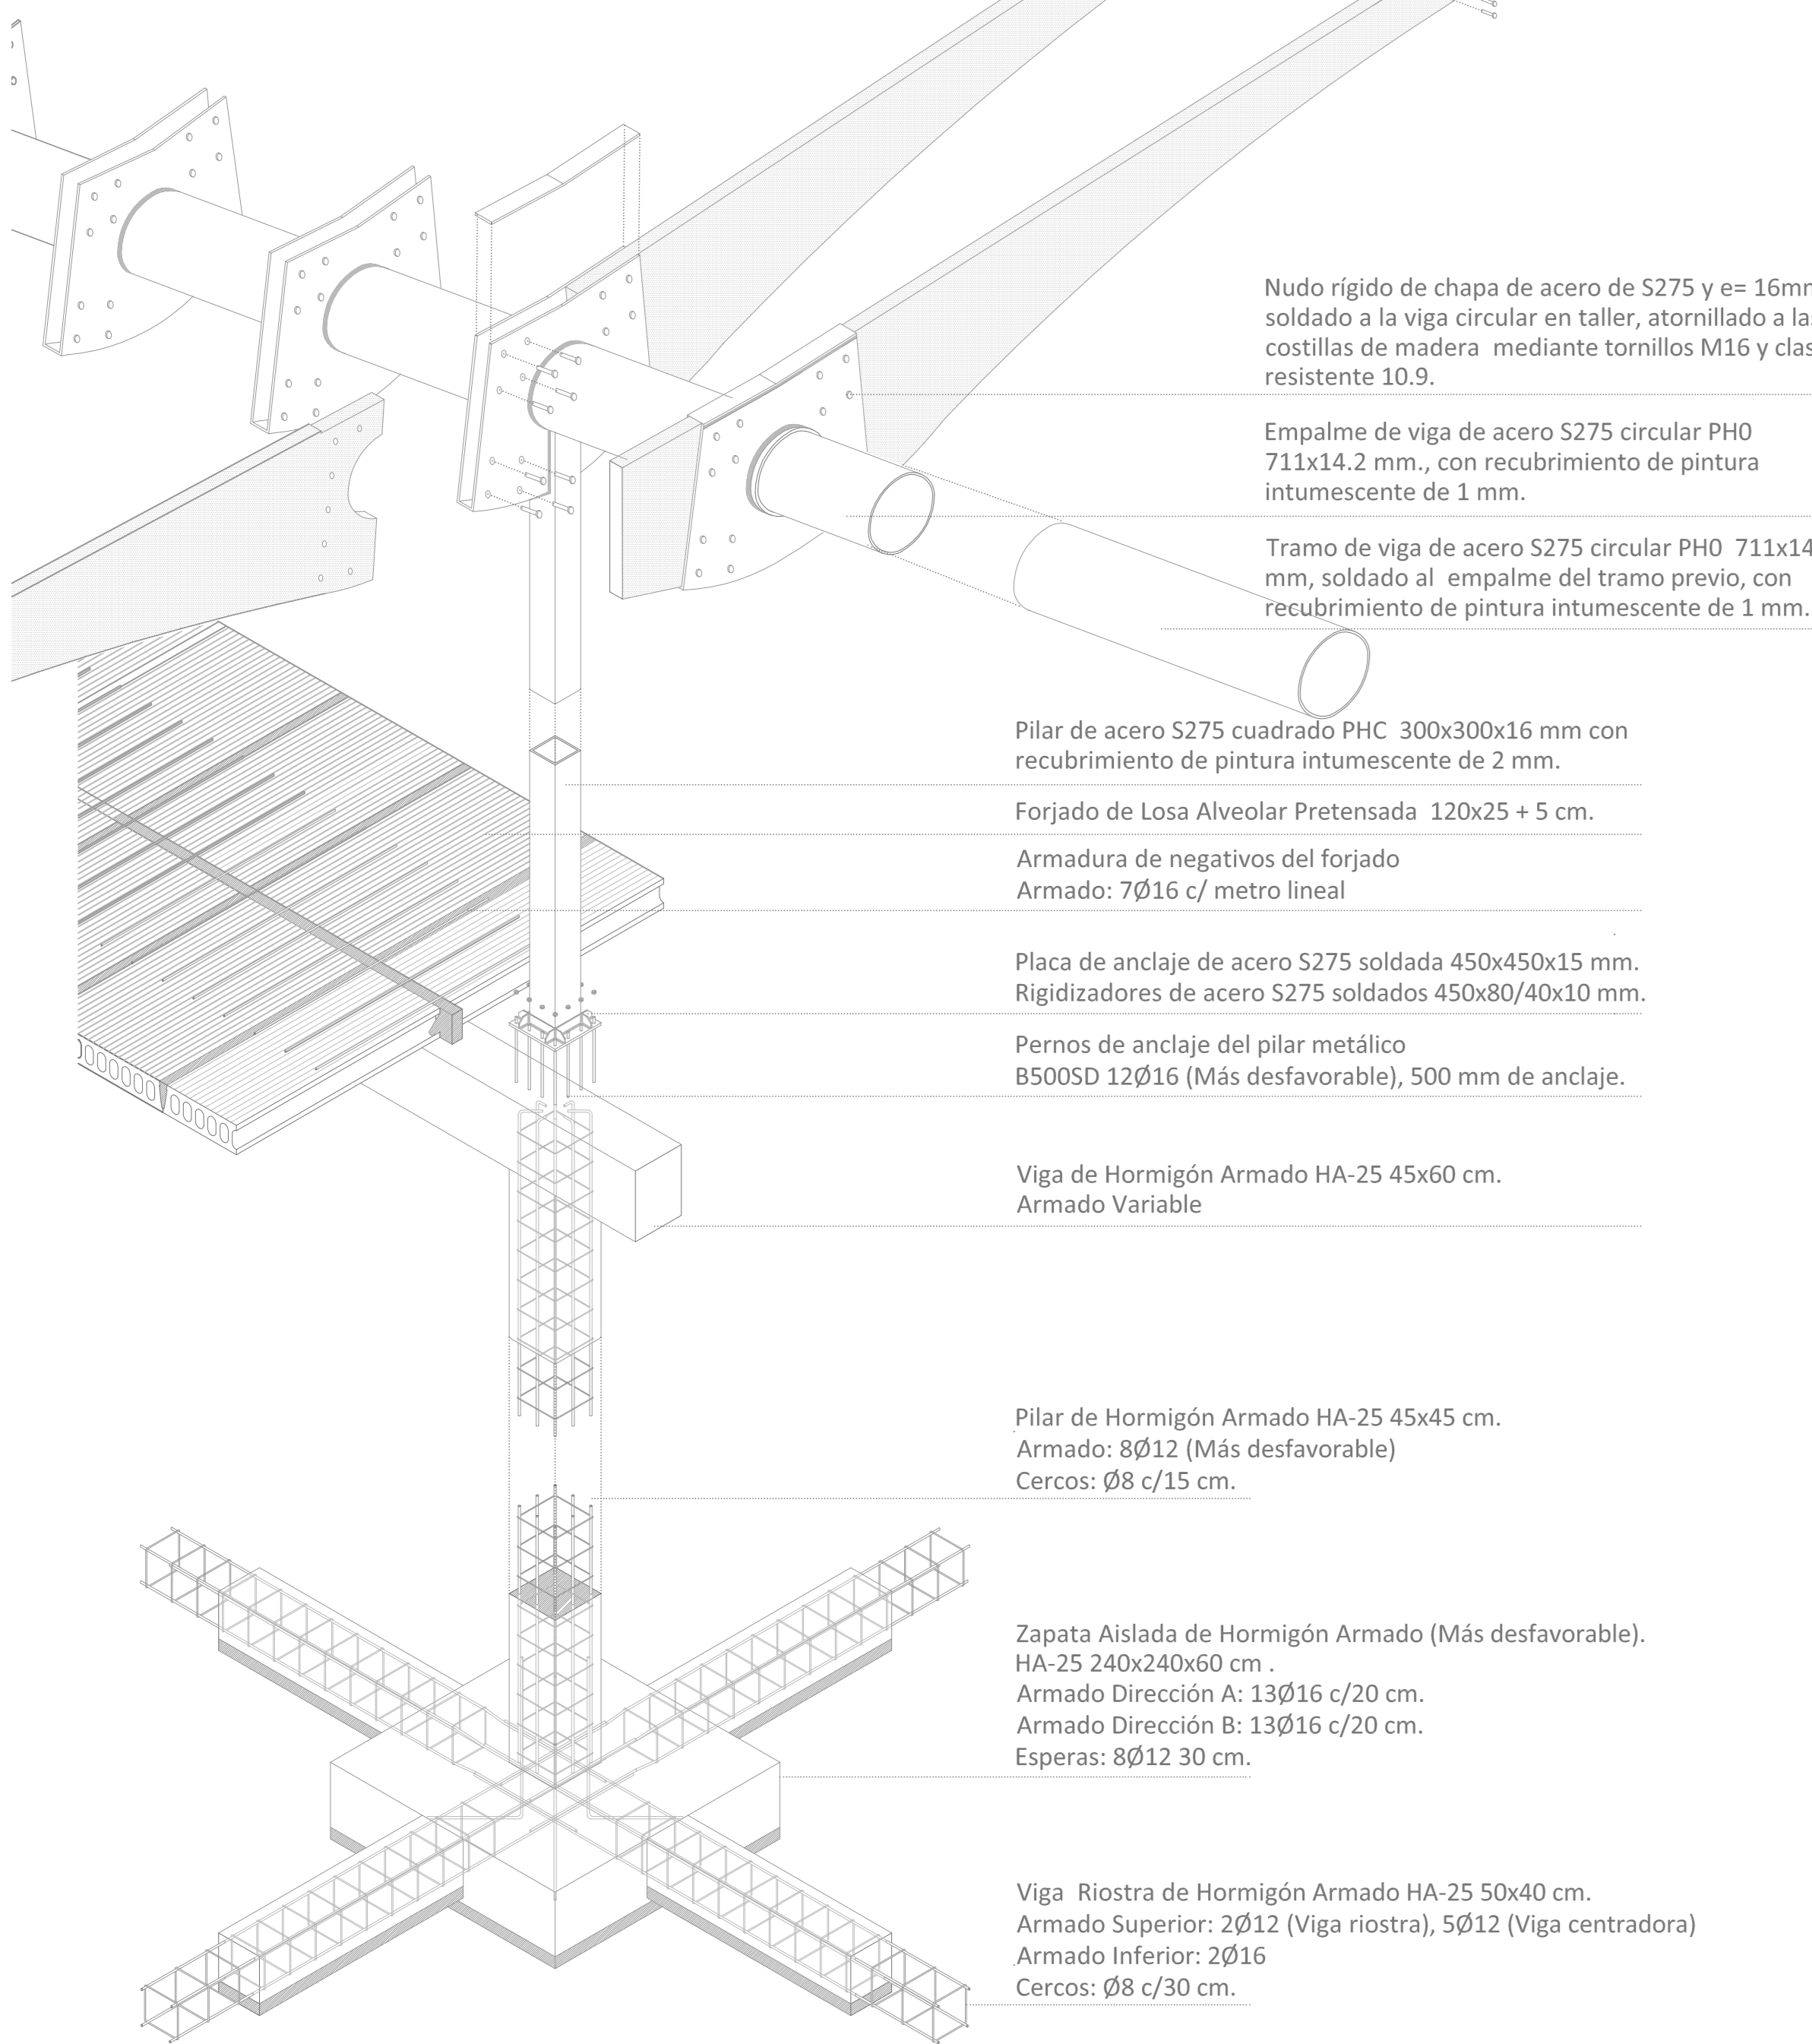 Nudo rígido de chapa de acero de S275 y e= 16mm
soldado a la viga circular en taller, atornillado a las
costillas de madera mediante tornillos M16 y clas
resistente 10.9.
Empalme de viga de acero S275 circular PH0
711x14.2 mm., con recubrimiento de pintura
intumescente de 1 mm.
Tramo de viga de acero S275 circular PH0 711x14
mm, soldado al empalme del tramo previo, con
recubrimiento de pintura intumescente de 1 mm.
Pilar de acero S275 cuadrado PHC 300x300x16 mm con
recubrimiento de pintura intumescente de 2 mm.
Forjado de Losa Alveolar Pretensada 120x25 + 5 cm.
Armadura de negativos del forjado
Armado: 7Ø16 c/ metro lineal
Placa de anclaje de acero S275 soldada 450x450x15 mm.
Rigidizadores de acero S275 soldados 450x80/40x10 mm.
Pernos de anclaje del pilar metálico
B500SD 12Ø16 (Más desfavorable), 500 mm de anclaje.
Viga de Hormigón Armado HA-25 45x60 cm.
Armado Variable
Pilar de Hormigón Armado HA-25 45x45 cm.
Armado: 8Ø12 (Más desfavorable)
Cercos: Ø8 c/15 cm.
Zapata Aislada de Hormigón Armado (Más desfavorable).
HA-25 240x240x60 cm .
Armado Dirección A: 13Ø16 c/20 cm.
Armado Dirección B: 13Ø16 c/20 cm.
Esperas: 8Ø12 30 cm.
Viga Riostra de Hormigón Armado HA-25 50x40 cm.
Armado Superior: 2Ø12 (Viga riostra), 5Ø12 (Viga centradora)
Armado Inferior: 2Ø16
Cercos: Ø8 c/30 cm.